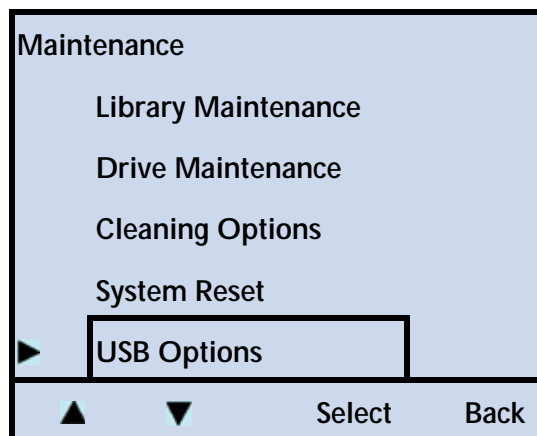 Maintenance
Library Maintenance
Drive Maintenance
Cleaning Options
System Reset
USB Options
Select Back